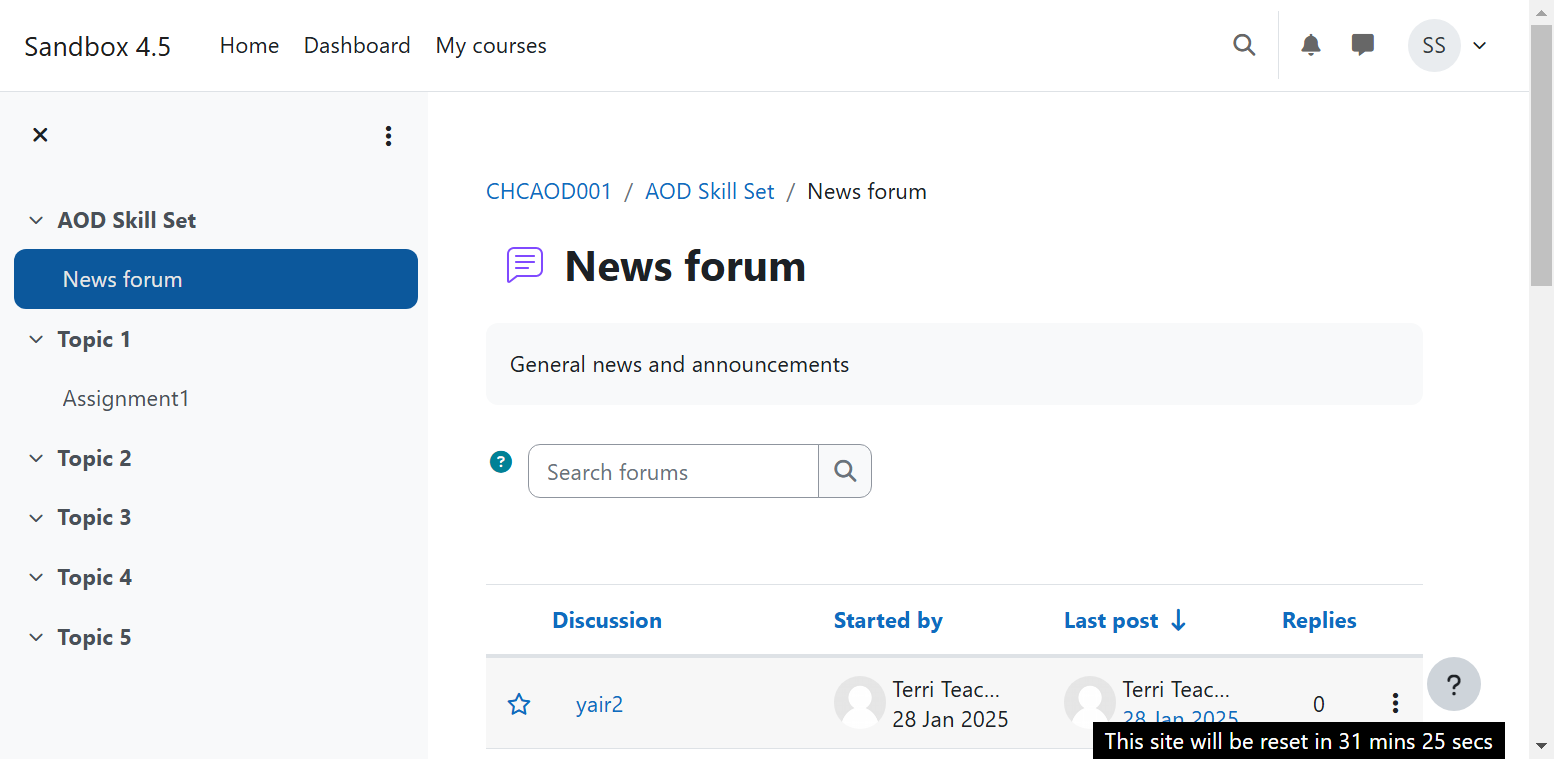 Sandbox 4.5 Home Dashboard My courses SS
AOD Skill Set
News forum
Topic 1
Assignment1
Topic 2
Topic 3
Topic 4
Topic 5
CHCAOD001 / AOD Skill Set / News forum
News forum
General news and announcements
? Search forums
Discussion Started by Last post Replies
yair2 Terri Teac... Terri Teac... 0
28 Jan 2025 28 Jan 2025
?
This site will be reset in 31 mins 25 secs